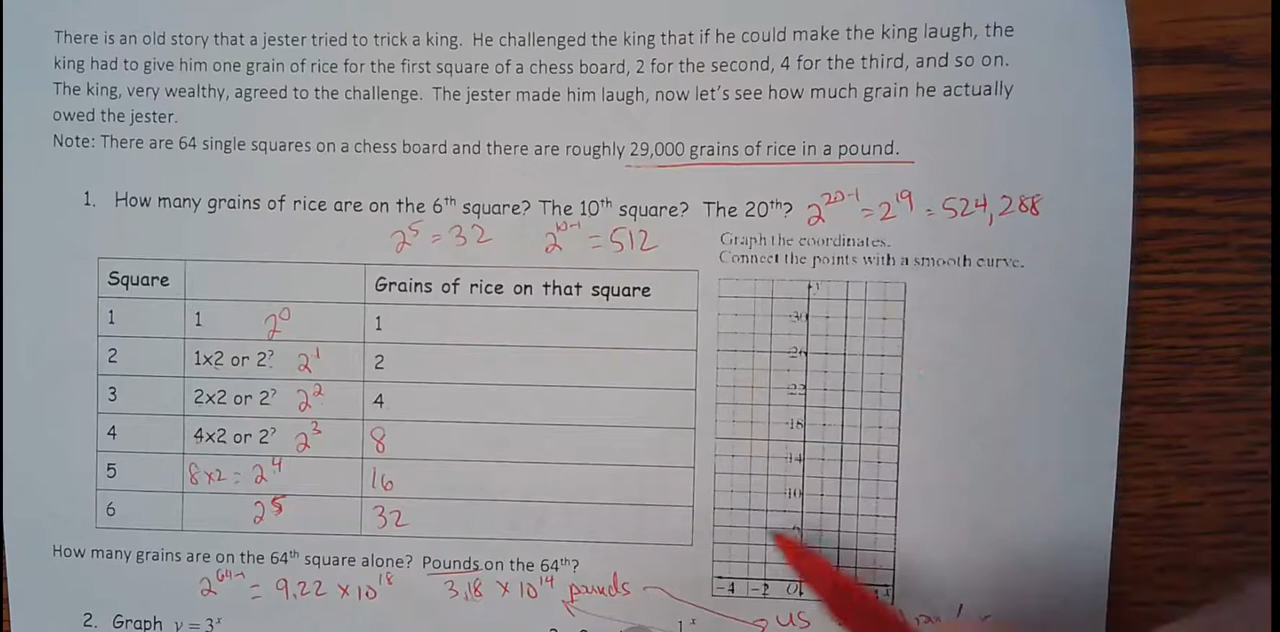 There is an old story that a jester tried to trick a king. He challenged the king that if he could make the king laugh, the
king had to give him one grain of rice for the first square of a chess board, 2 for the second, 4 for the third, and so on.
The king, very wealthy, agreed to the challenge. The jester made him laugh, now let's see how much grain he actually
owed the jester.
Note: There are 64 single squares on a chess board and there are roughly 29,000 grains of rice in a pound.
1. How many grains of rice are on the 6th square? The 10th square? The 20th? 2^20-1 = 2^19 = 524,288
2^5 = 32 2^10-1 = 512
Graph the coordinates.
Connect the points with a smooth curve.
Square Grains of rice on that square
1 1 2^0 1
2 1x2 or 2? 2^1 2
3 2x2 or 2? 2^2 4
4 4x2 or 2? 2^3 8
5 8x2 = 2^4 16
6 2^5 32
y
30
26
22
18
14
10
-4 -2 0 x
How many grains are on the 64th square alone? Pounds on the 64th?
2^64-1 = 9.22 x 10^18 3.18 x 10^14 pounds
us
2. Graph y = 3^x